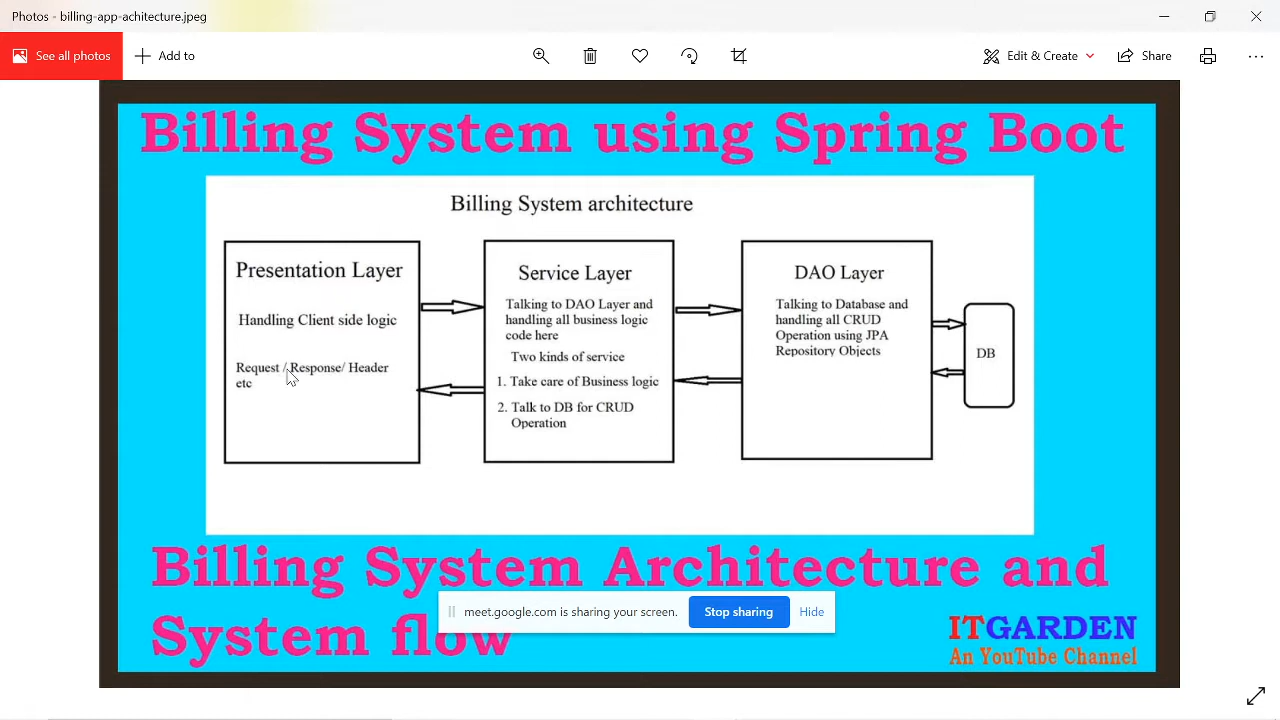 Photos - billing-app-achitecture.jpeg
See all photos
Add to
Edit & Create
Share
Billing System using Spring Boot
Billing System architecture
Presentation Layer
Handling Client side logic
Request / Response/ Header
etc
Service Layer
Talking to DAO Layer and
handling all business logic
code here
Two kinds of service
1. Take care of Business logic
2. Talk to DB for CRUD
Operation
DAO Layer
Talking to Database and
handling all CRUD
Operation using JPA
Repository Objects
DB
Billing System Architecture and
System flow
meet.google.com is sharing your screen.
Stop sharing
Hide
ITGARDEN
An YouTube Channel